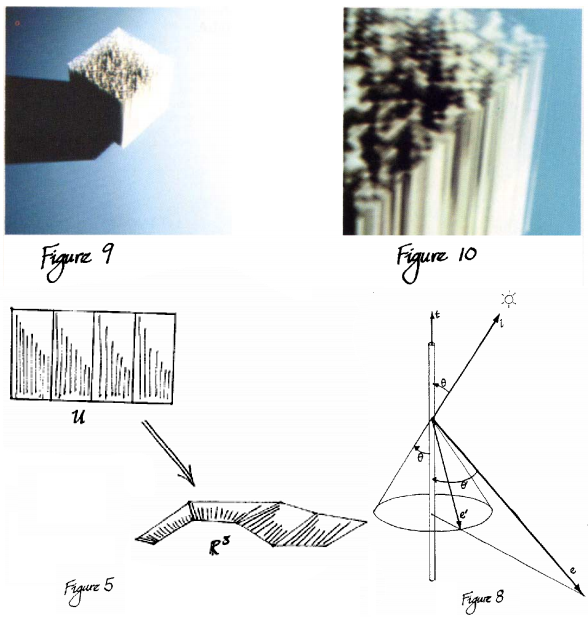 Figure 9
Figure 10
U
R³
Figure 5
t
l
θ
θ
θ'
e'
e
Figure 8